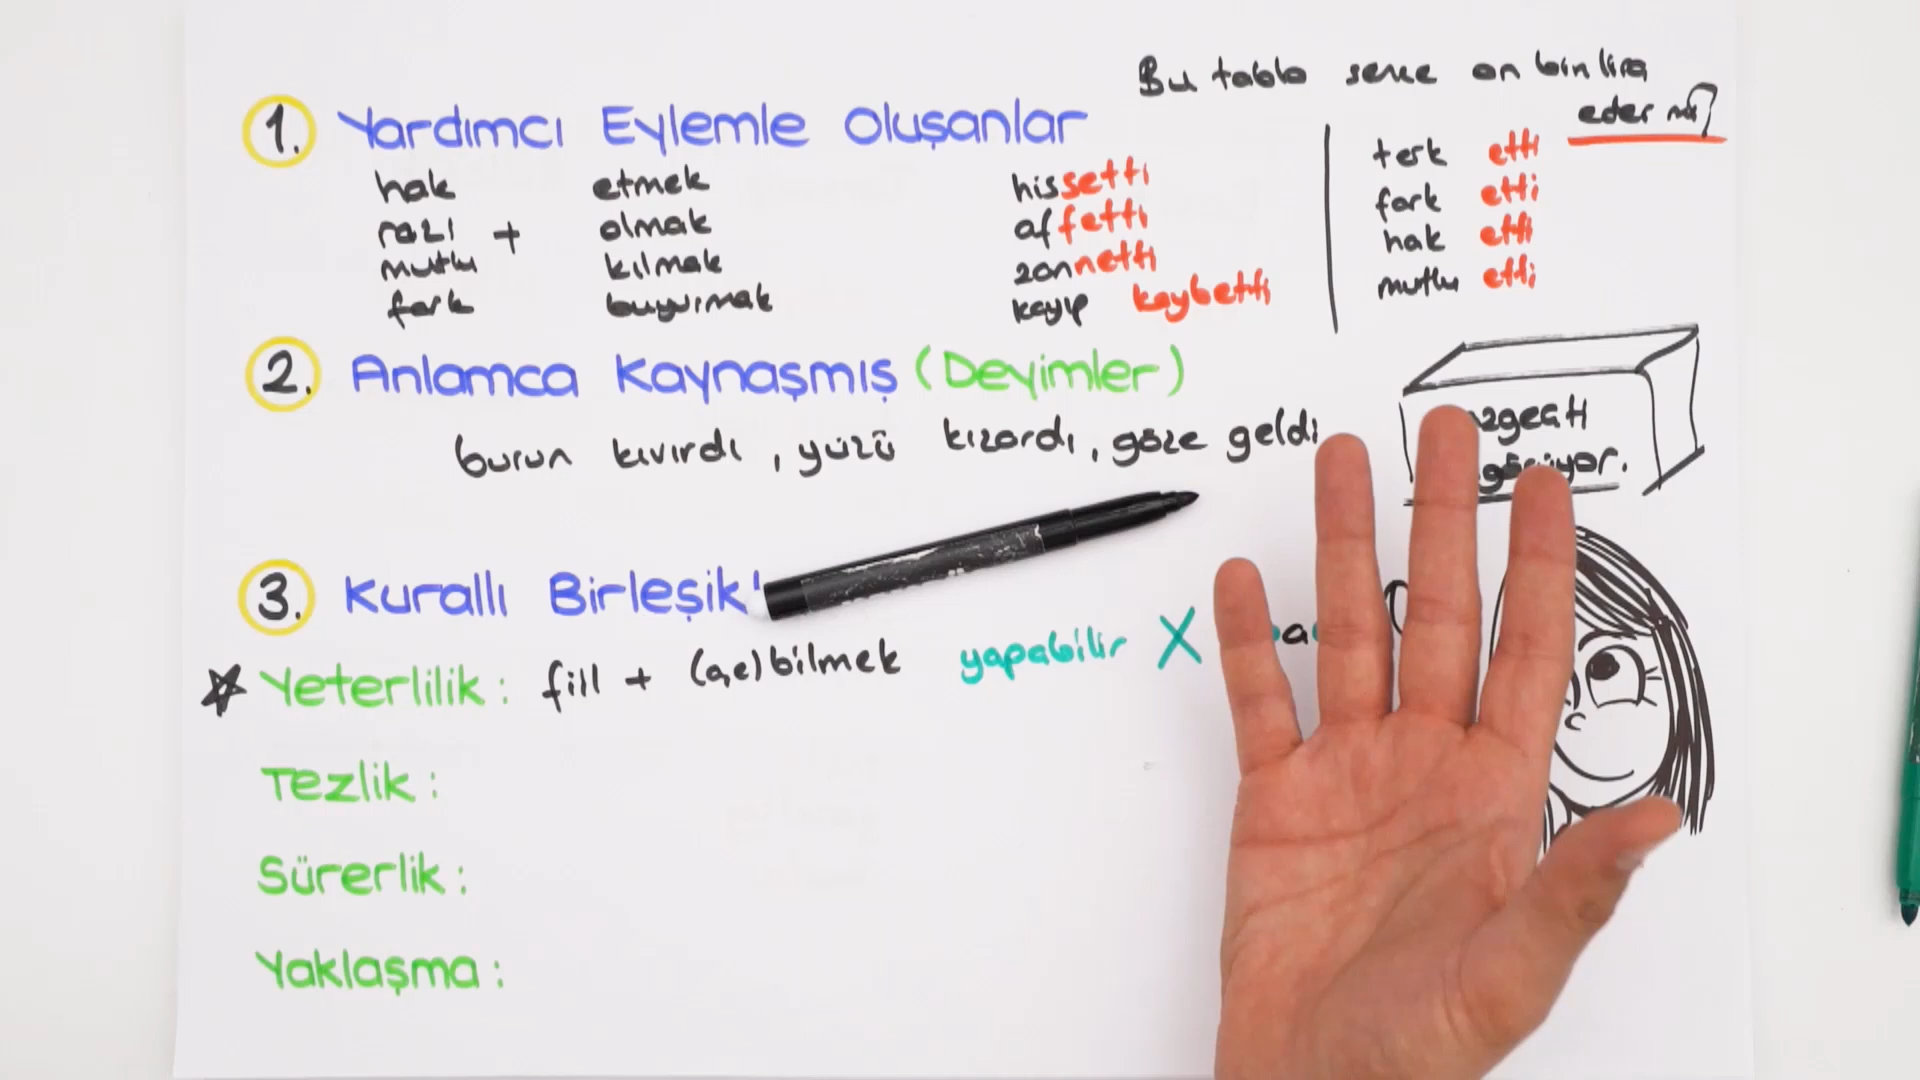 Bu tablo sence on bin lira
eder mi?
1. Yardımcı Eylemle Oluşanlar
hak etmek hissetti terk etti
razı + olmak affetti fark etti
mutlu kılmak zannetti hak etti
fark buyurmak kayıp kaybetti mutlu etti
2. Anlamca Kaynaşmış (Deyimler)
burun kıvırdı, yüzü kızardı, göze geldi
3. Kurallı Birleşik
Yeterlilik: fiil + (a,e)bilmek yapabilir X
Tezlik:
Sürerlik:
Yaklaşma: